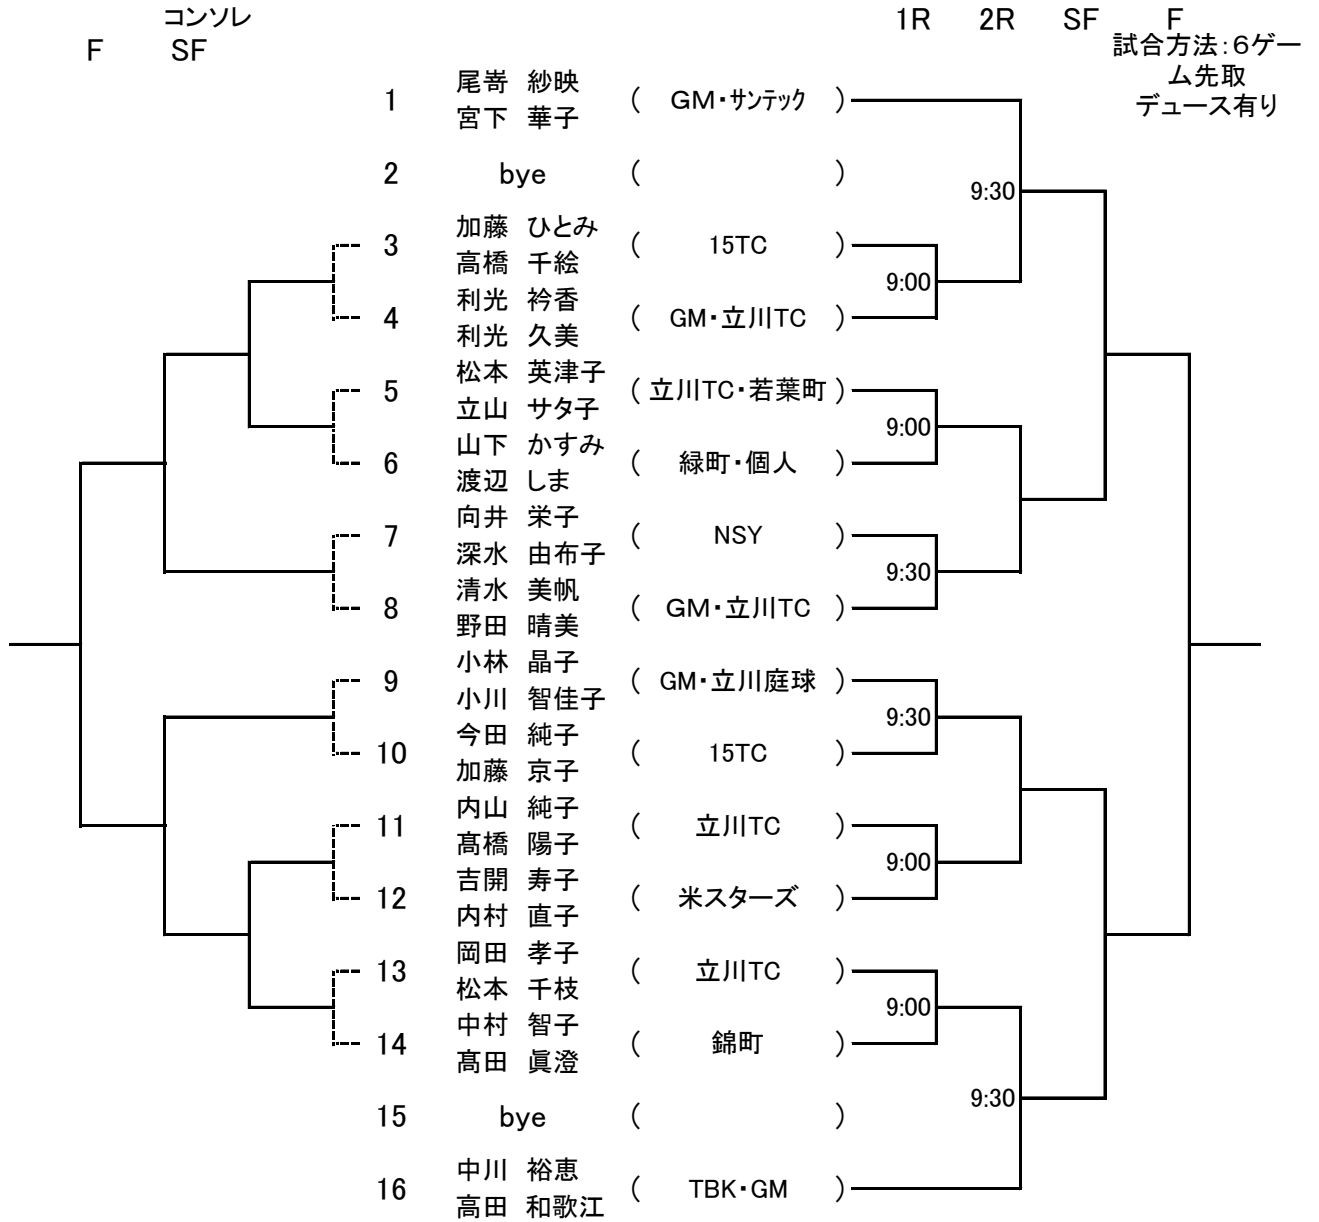 コンソレ
F SF
1R 2R SF F
試合方法：６ゲー
ム先取
デュース有り
1 尾嵜 紗映
宮下 華子 ( GM・ｻﾝﾃｯｸ )
2 bye ( )
9:30
3 加藤 ひとみ
高橋 千絵 ( 15TC )
9:00
4 利光 衿香
利光 久美 ( GM・立川TC )
5 松本 英津子
立山 サタ子 ( 立川TC・若葉町 )
9:00
6 山下 かすみ
渡辺 しま ( 緑町・個人 )
7 向井 栄子
深水 由布子 ( NSY )
9:30
8 清水 美帆
野田 晴美 ( GM・立川TC )
9 小林 晶子
小川 智佳子 ( GM・立川庭球 )
9:30
10 今田 純子
加藤 京子 ( 15TC )
11 内山 純子
髙橋 陽子 ( 立川TC )
9:00
12 吉開 寿子
内村 直子 ( 米スターズ )
13 岡田 孝子
松本 千枝 ( 立川TC )
9:00
14 中村 智子
髙田 眞澄 ( 錦町 )
9:30
15 bye ( )
16 中川 裕恵
高田 和歌江 ( TBK・GM )